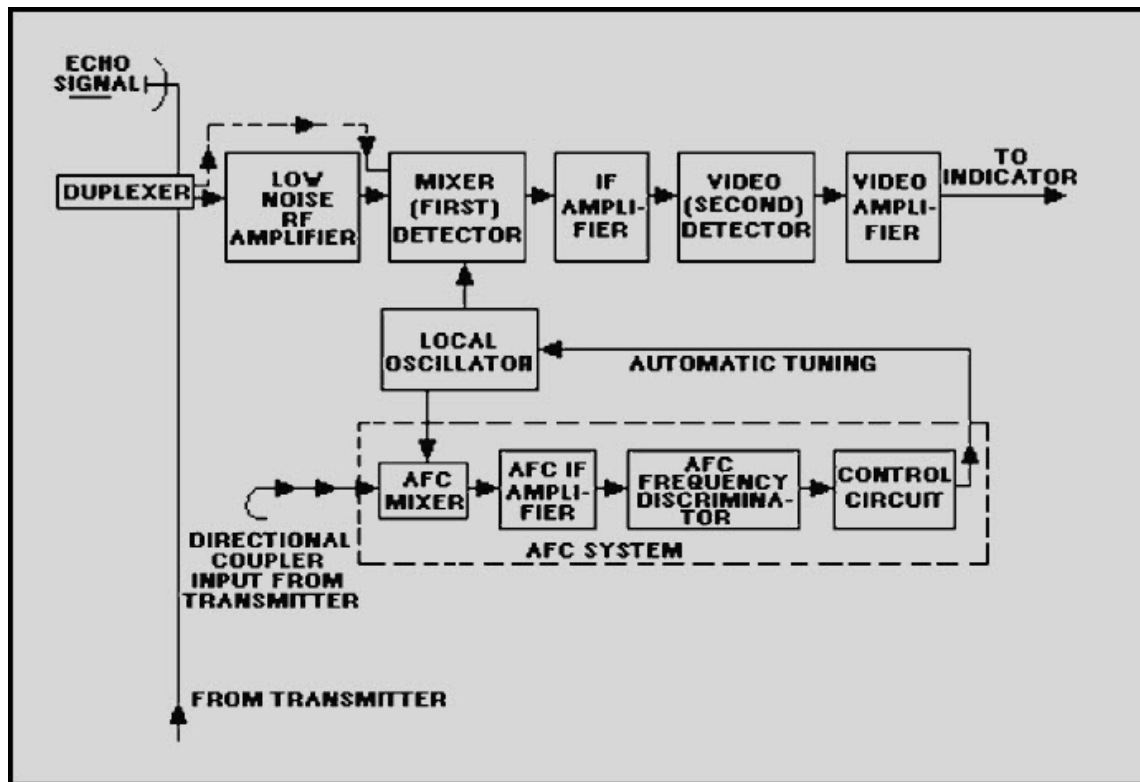 ECHO
SIGNAL
DUPLEXER
LOW
NOISE
RF
AMPLIFIER
MIXER
(FIRST)
DETECTOR
IF
AMPLI-
FIER
VIDEO
(SECOND)
DETECTOR
VIDEO
AMPLI-
FIER
TO
INDICATOR
LOCAL
OSCILLATOR
AUTOMATIC TUNING
AFC
MIXER
AFC IF
AMPLI-
FIER
AFC
FREQUENCY
DISCRIMINA-
TOR
CONTROL
CIRCUIT
AFC SYSTEM
DIRECTIONAL
COUPLER
INPUT FROM
TRANSMITTER
FROM TRANSMITTER